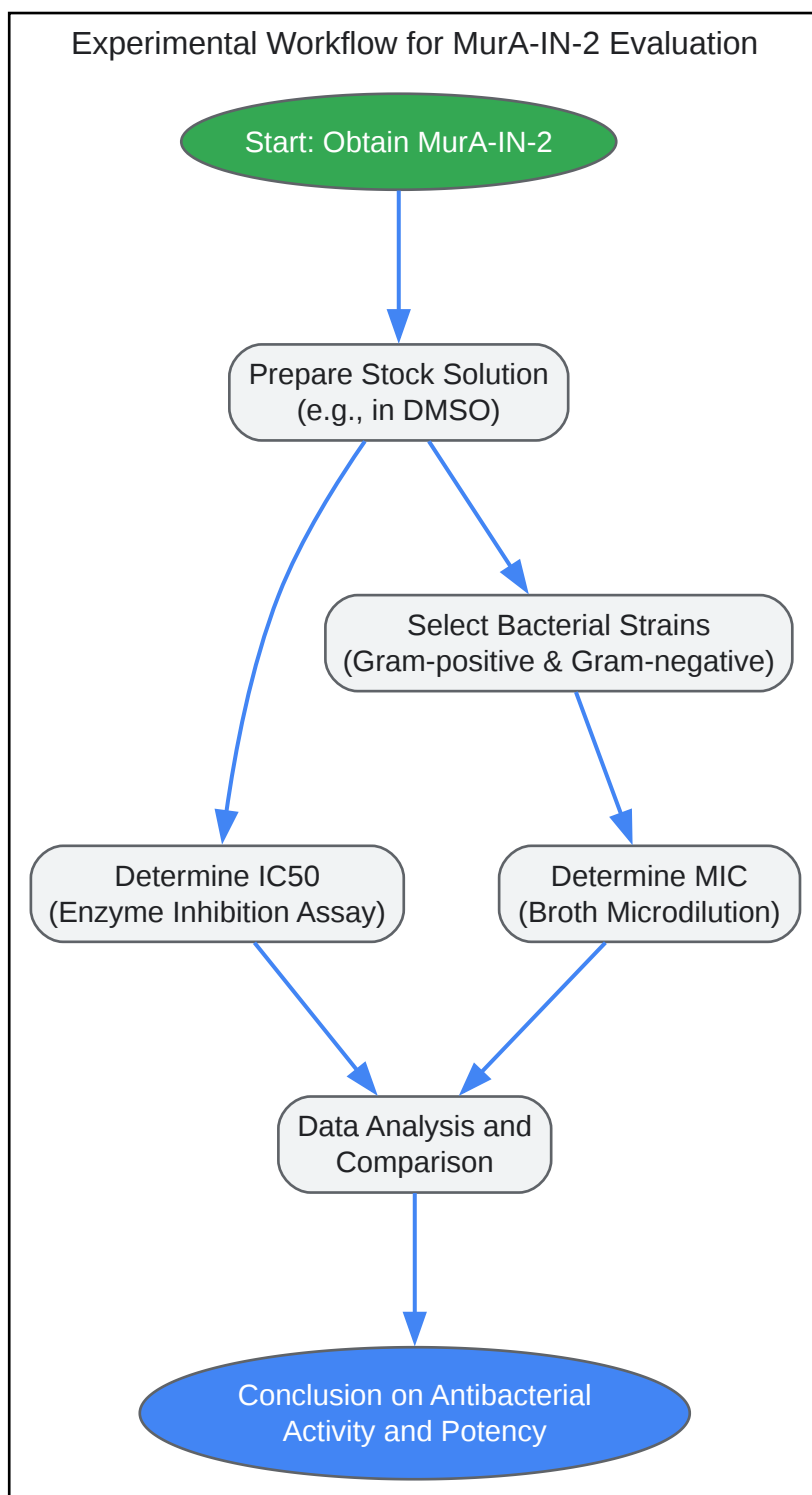 Experimental Workflow for MurA-IN-2 Evaluation
Start: Obtain MurA-IN-2
Prepare Stock Solution
(e.g., in DMSO)
Select Bacterial Strains
(Gram-positive & Gram-negative)
Determine IC50
(Enzyme Inhibition Assay)
Determine MIC
(Broth Microdilution)
Data Analysis and
Comparison
Conclusion on Antibacterial
Activity and Potency